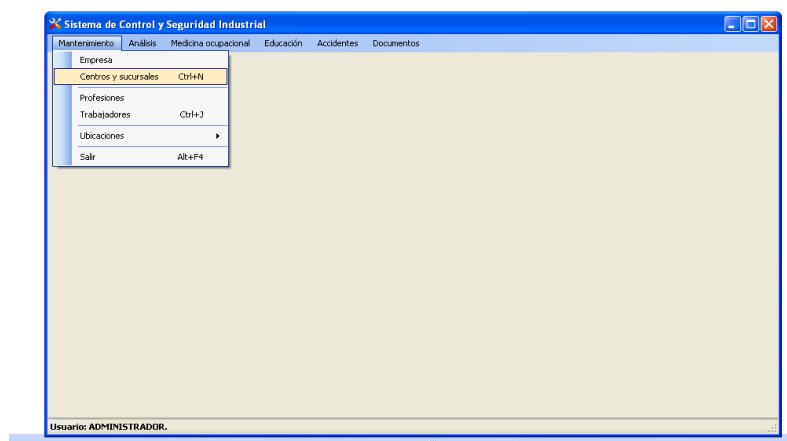 Sistema de Control y Seguridad Industrial
Mantenimiento Análisis Medicina ocupacional Educación Accidentes Documentos
Empresa
Centros y sucursales Ctrl+N
Profesiones
Trabajadores Ctrl+J
Ubicaciones
Salir Alt+F4
Usuario: ADMINISTRADOR.